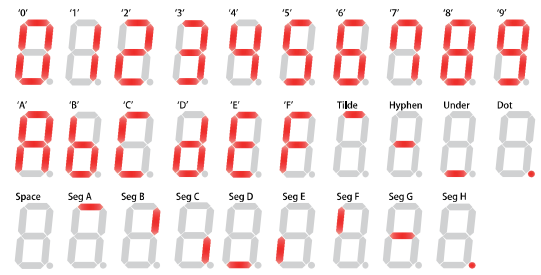 '0' '1' '2' '3' '4' '5' '6' '7' '8' '9'
'A' 'B' 'C' 'D' 'E' 'F' Tilde Hyphen Under Dot
Space Seg A Seg B Seg C Seg D Seg E Seg F Seg G Seg H